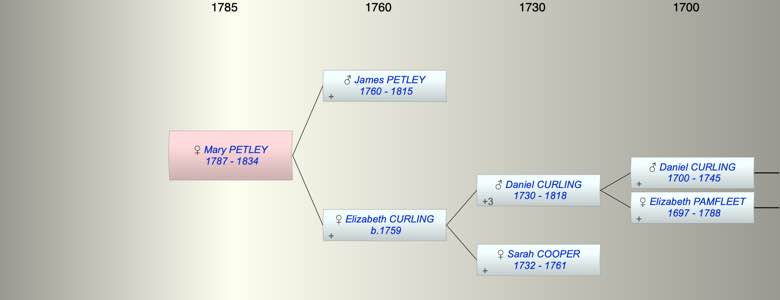 1785 1760 1730 1700
♂ James PETLEY
1760 - 1815
+
♀ Mary PETLEY
1787 - 1834
♂ Daniel CURLING
1700 - 1745
+
♂ Daniel CURLING
1730 - 1818
+3
♀ Elizabeth PAMFLEET
1697 - 1788
+
♀ Elizabeth CURLING
b.1759
+
♀ Sarah COOPER
1732 - 1761
+